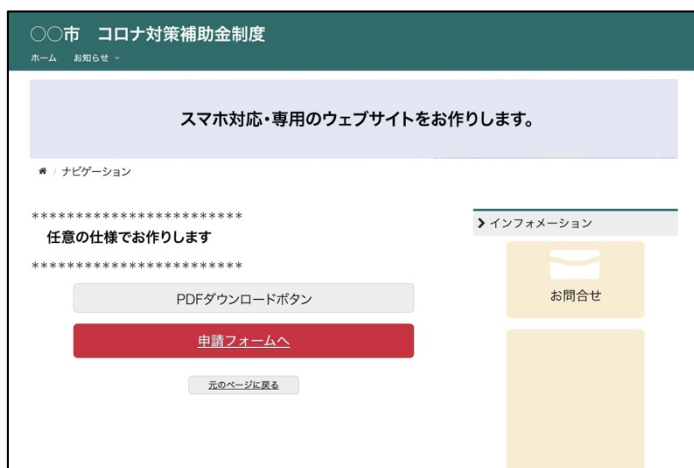 ○○市 コロナ対策補助金制度
ホーム お知らせ
スマホ対応・専用のウェブサイトをお作りします。
/ ナビゲーション
************************
任意の仕様でお作りします
************************
PDFダウンロードボタン
申請フォームへ
元のページに戻る
インフォメーション
お問合せ